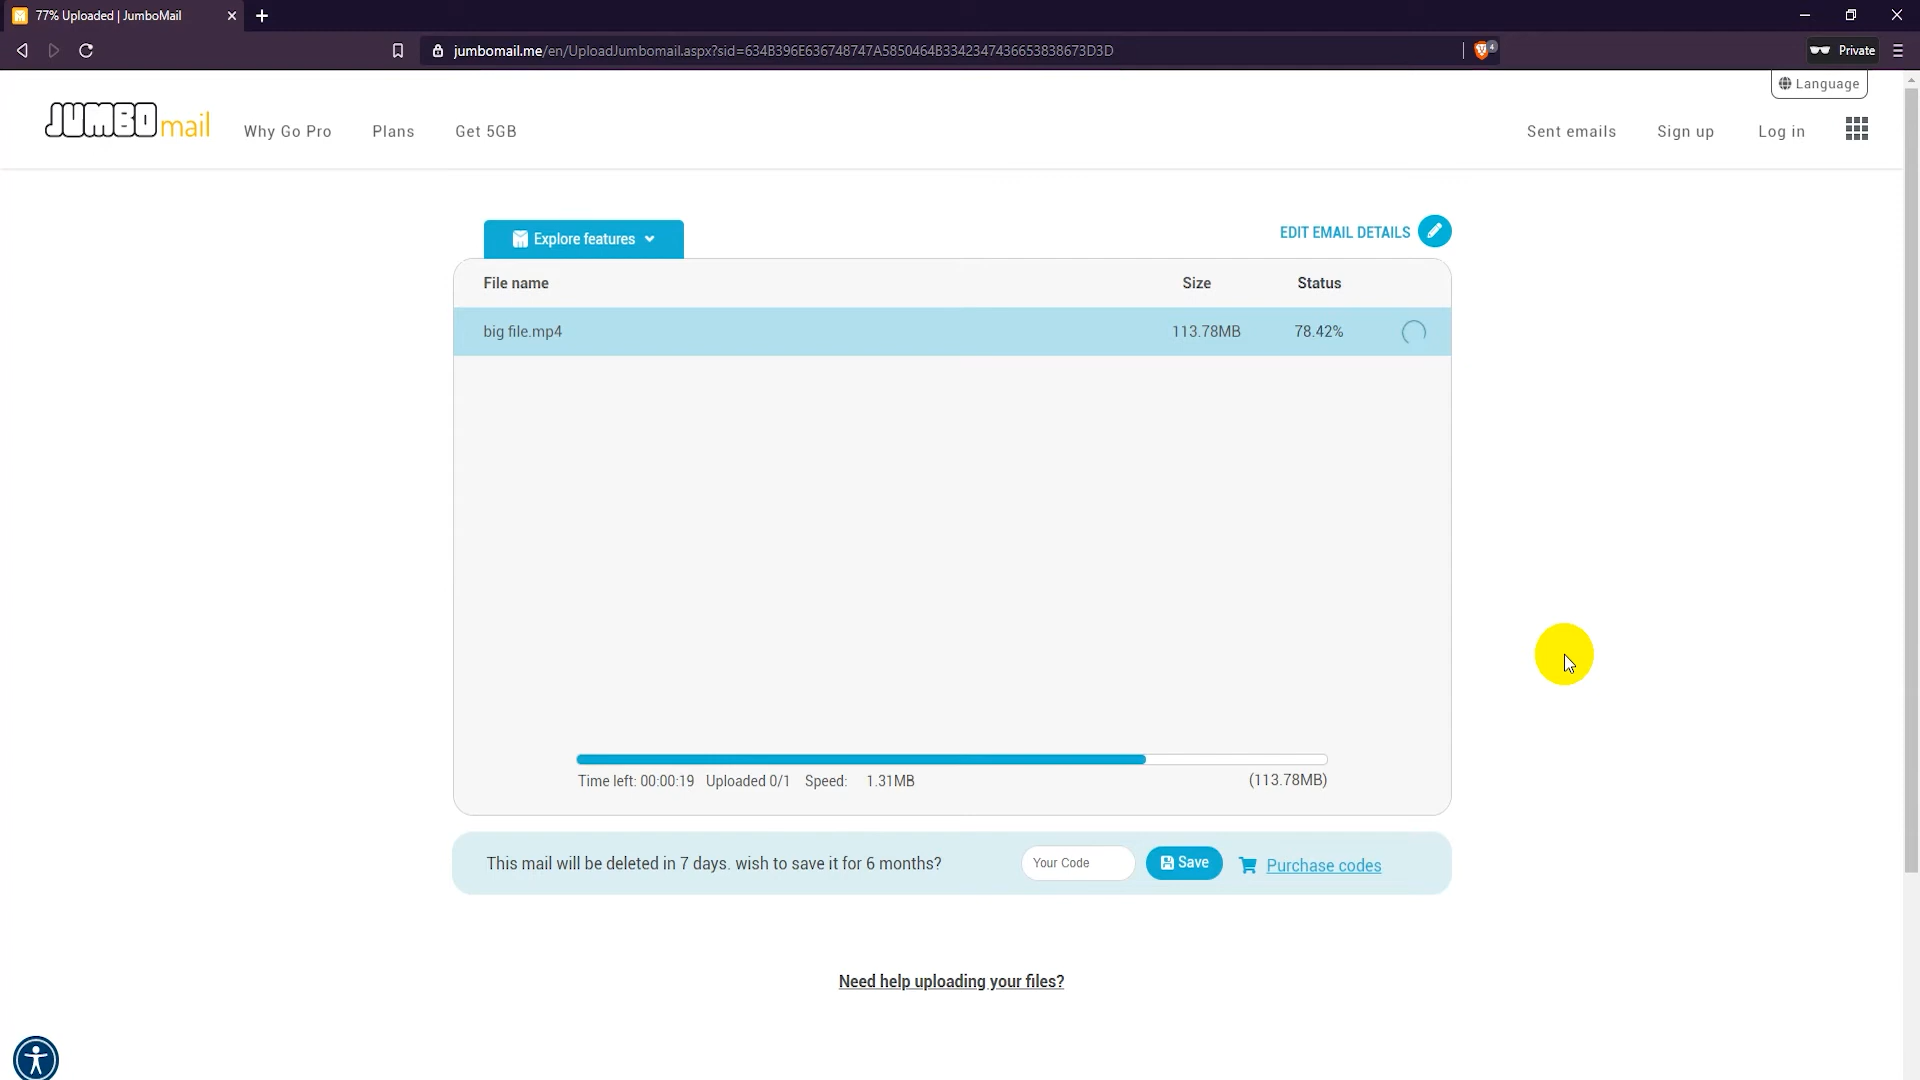 77% Uploaded | JumboMail
jumbomail.me/en/UploadJumbomail.aspx?sid=634B396E636748747A5850464B3342347436653838673D3D
4
Private
Language
JUMBOmail
Why Go Pro
Plans
Get 5GB
Sent emails
Sign up
Log in
Explore features
EDIT EMAIL DETAILS
File name Size Status
big file.mp4 113.78MB 78.42%
Time left: 00:00:19 Uploaded 0/1 Speed: 1.31MB (113.78MB)
This mail will be deleted in 7 days. wish to save it for 6 months?
Your Code
Save
Purchase codes
Need help uploading your files?